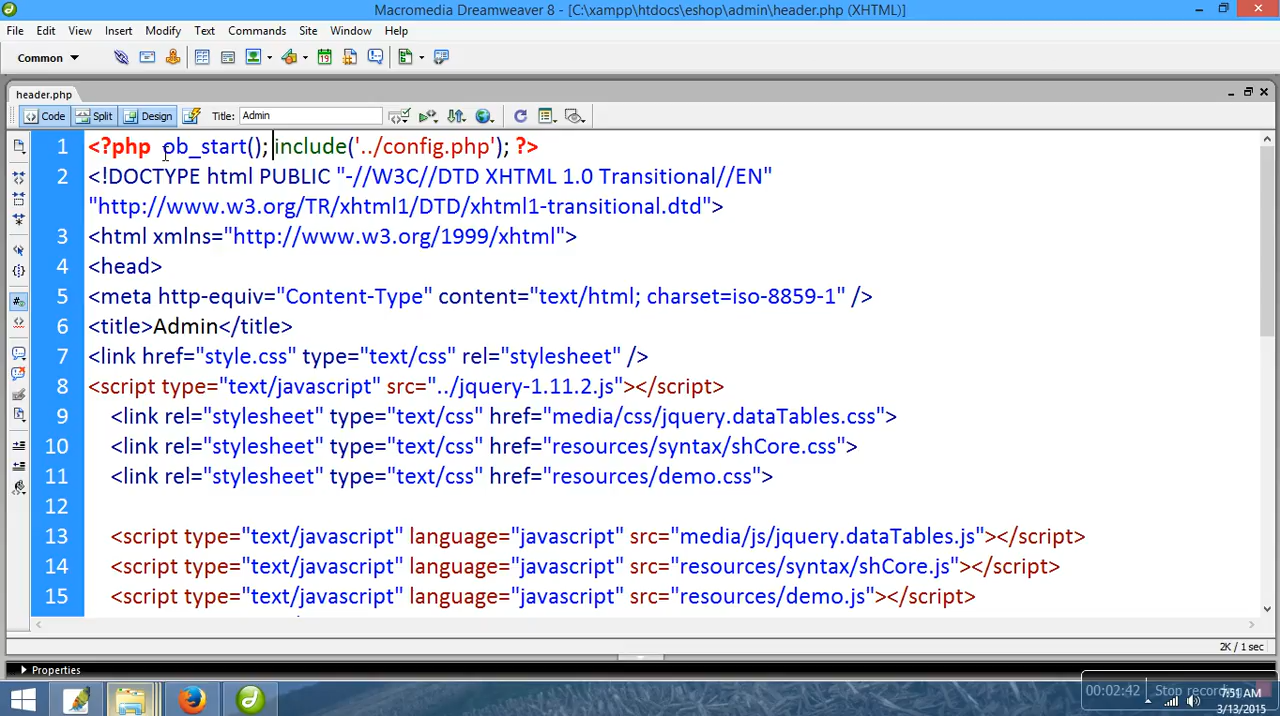 Macromedia Dreamweaver 8 - [C:\xampp\htdocs\eshop\admin\header.php (XHTML)]
File Edit View Insert Modify Text Commands Site Window Help
Common
19
header.php
Code Split Design Title: Admin
1 <?php ob_start(); include('../config.php'); ?>
2 <!DOCTYPE html PUBLIC "-//W3C//DTD XHTML 1.0 Transitional//EN"
"http://www.w3.org/TR/xhtml1/DTD/xhtml1-transitional.dtd">
3 <html xmlns="http://www.w3.org/1999/xhtml">
4 <head>
5 <meta http-equiv="Content-Type" content="text/html; charset=iso-8859-1" />
6 <title>Admin</title>
7 <link href="style.css" type="text/css" rel="stylesheet" />
8 <script type="text/javascript" src="../jquery-1.11.2.js"></script>
9 <link rel="stylesheet" type="text/css" href="media/css/jquery.dataTables.css">
10 <link rel="stylesheet" type="text/css" href="resources/syntax/shCore.css">
11 <link rel="stylesheet" type="text/css" href="resources/demo.css">
12
13 <script type="text/javascript" language="javascript" src="media/js/jquery.dataTables.js"></script>
14 <script type="text/javascript" language="javascript" src="resources/syntax/shCore.js"></script>
15 <script type="text/javascript" language="javascript" src="resources/demo.js"></script>
2K / 1 sec
Properties
00:02:42 Stop recording
7:51 AM
3/13/2015